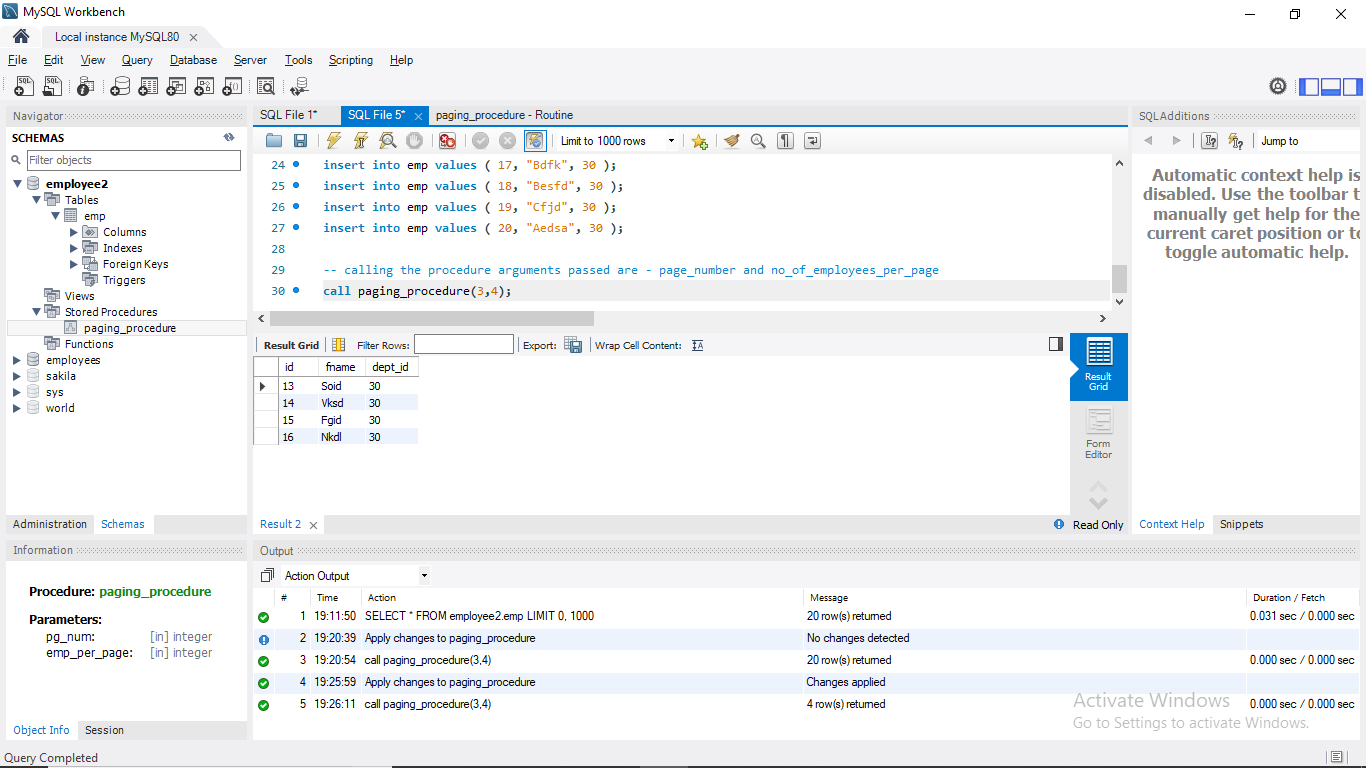 MySQL Workbench
Local instance MySQL80
File Edit View Query Database Server Tools Scripting Help
Navigator
SCHEMAS
Filter objects
employee2
Tables
emp
Columns
Indexes
Foreign Keys
Triggers
Views
Stored Procedures
paging_procedure
Functions
employees
sakila
sys
world
Administration Schemas
Information
Procedure: paging_procedure
Parameters:
pg_num: [in] integer
emp_per_page: [in] integer
Object Info Session
SQL File 1* SQL File 5* paging_procedure - Routine
Limit to 1000 rows
24 insert into emp values ( 17, "Bdfk", 30 );
25 insert into emp values ( 18, "Besfd", 30 );
26 insert into emp values ( 19, "Cfjd", 30 );
27 insert into emp values ( 20, "Aedsa", 30 );
28
29 -- calling the procedure arguments passed are - page_number and no_of_employees_per_page
30 call paging_procedure(3,4);
Result Grid Filter Rows: Export: Wrap Cell Content:
id fname dept_id
13 Soid 30
14 Vksd 30
15 Fgid 30
16 Nkdl 30
Result Grid
Form Editor
Result 2 Read Only
SQLAdditions
Jump to
Automatic context help is
disabled. Use the toolbar t
manually get help for the
current caret position or to
toggle automatic help.
Context Help Snippets
Output
Action Output
# Time Action Message Duration / Fetch
1 19:11:50 SELECT * FROM employee2.emp LIMIT 0, 1000 20 row(s) returned 0.031 sec / 0.000 sec
2 19:20:39 Apply changes to paging_procedure No changes detected
3 19:20:54 call paging_procedure(3,4) 20 row(s) returned 0.000 sec / 0.000 sec
4 19:25:59 Apply changes to paging_procedure Changes applied
5 19:26:11 call paging_procedure(3,4) 4 row(s) returned 0.000 sec / 0.000 sec
Activate Windows
Go to Settings to activate Windows.
Query Completed